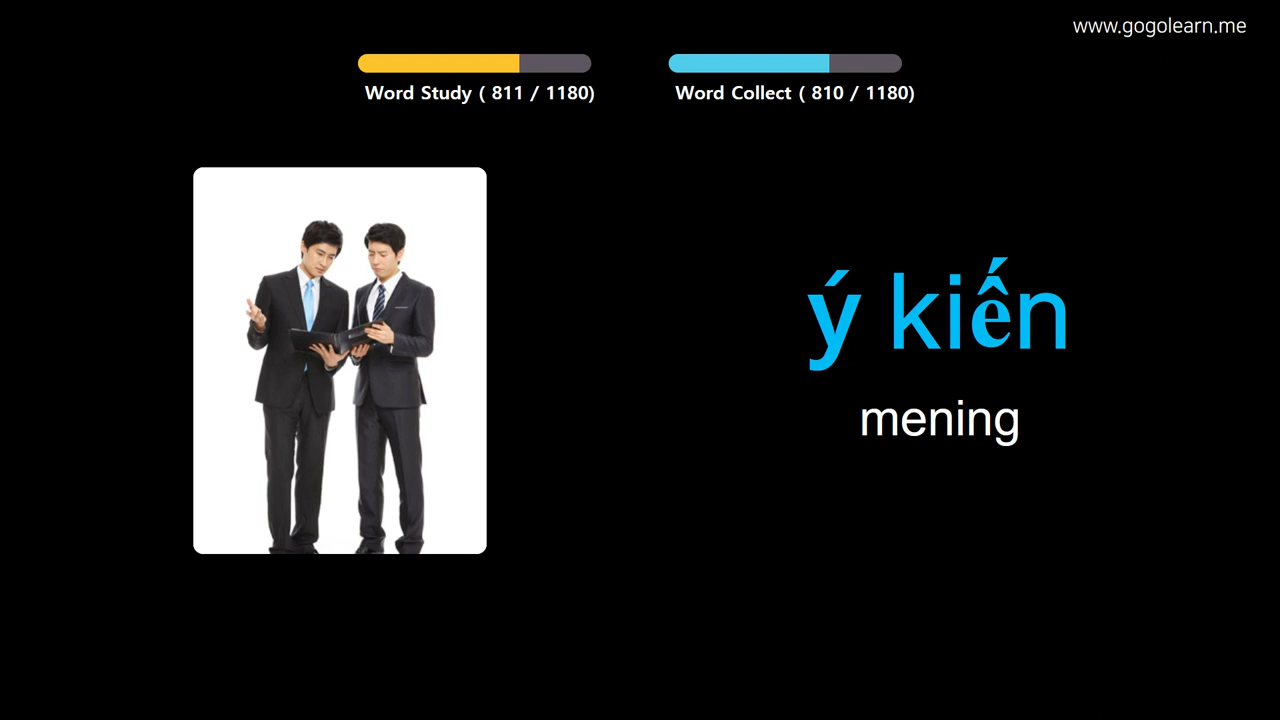 www.gogolearn.me
Word Study ( 811 / 1180)
Word Collect ( 810 / 1180)
ý kiến
mening